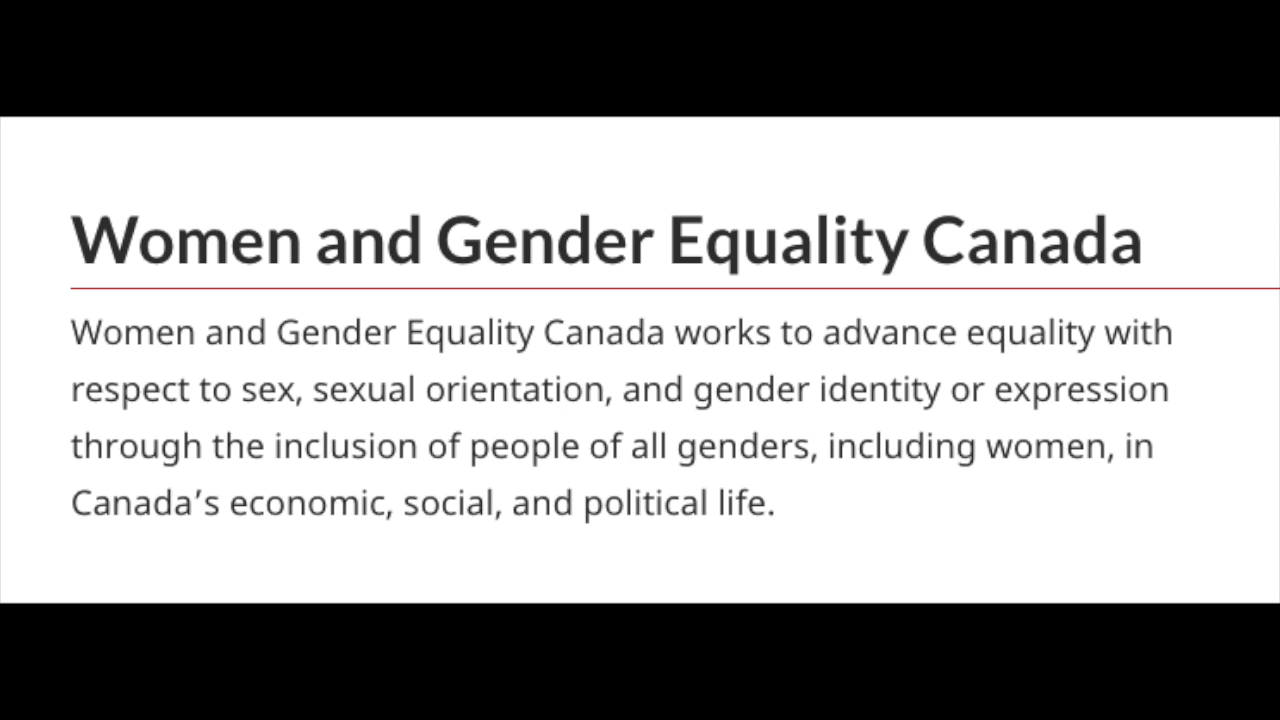 Women and Gender Equality Canada
Women and Gender Equality Canada works to advance equality with
respect to sex, sexual orientation, and gender identity or expression
through the inclusion of people of all genders, including women, in
Canada’s economic, social, and political life.